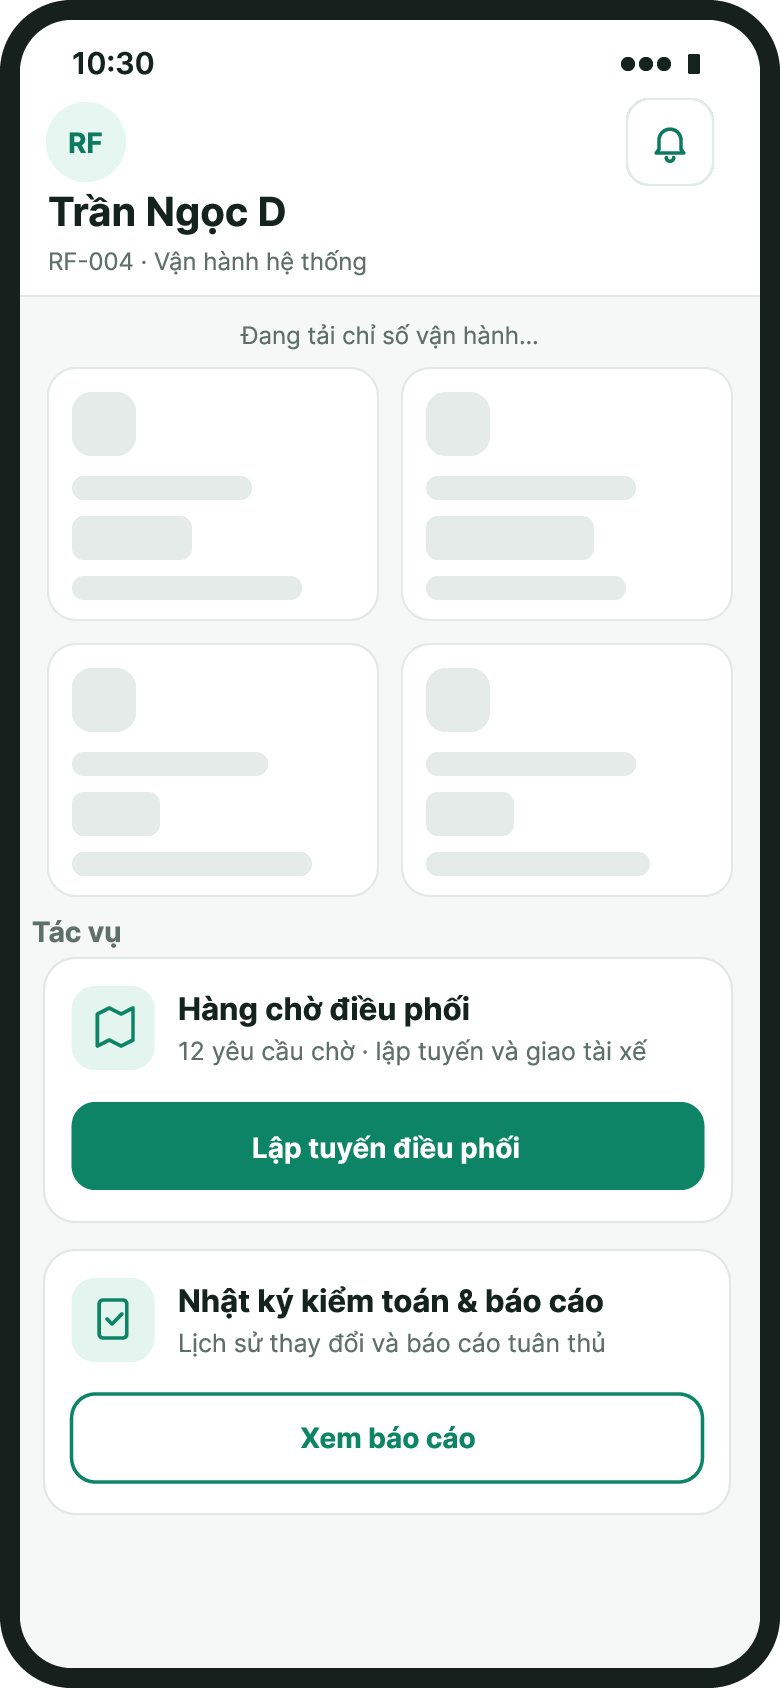 10:30
RF
Trần Ngọc D
RF-004 · Vận hành hệ thống
Đang tải chỉ số vận hành...
Tác vụ
Hàng chờ điều phối
12 yêu cầu chờ · lập tuyến và giao tài xế
Lập tuyến điều phối
Nhật ký kiểm toán & báo cáo
Lịch sử thay đổi và báo cáo tuân thủ
Xem báo cáo